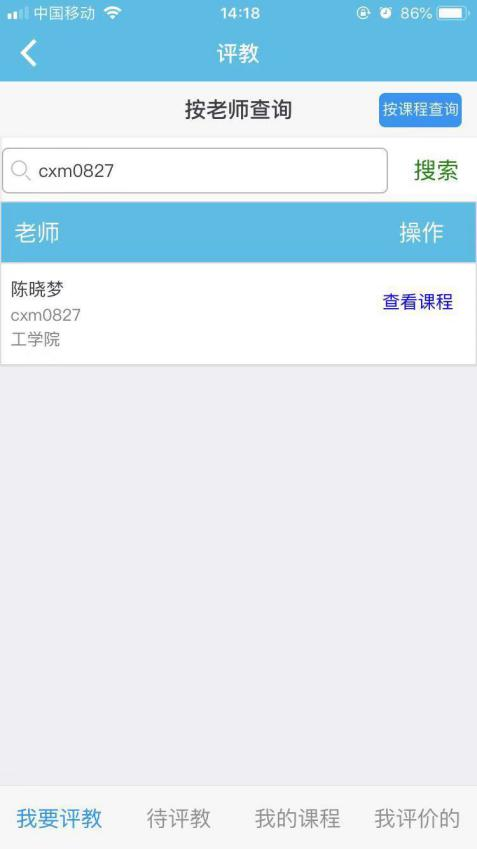 中国移动 14:18 86%
评教
按老师查询 按课程查询
cxm0827 搜索
老师 操作
陈晓梦
cxm0827 查看课程
工学院
我要评教 待评教 我的课程 我评价的